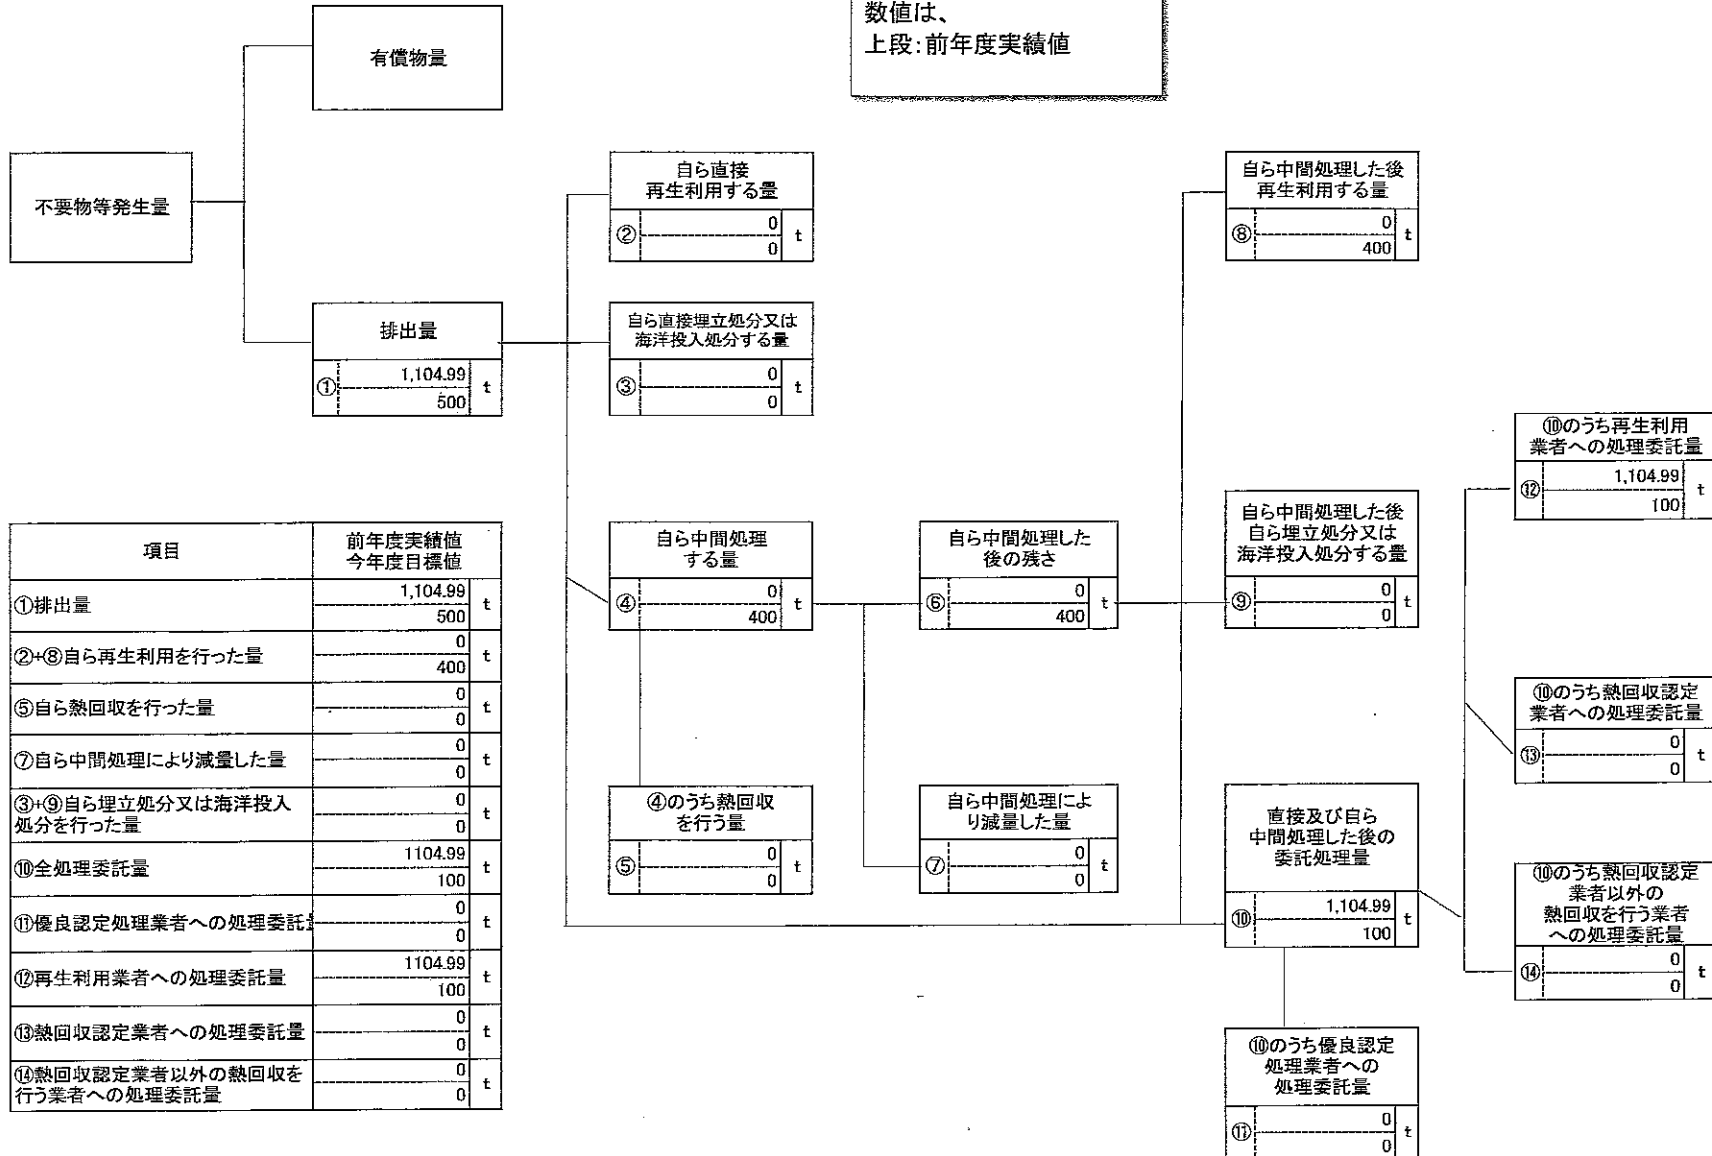 数値は、
上段：前年度実績値
有償物量
不要物等発生量
排出量
① 1,104.99 t
500
自ら直接
再生利用する量
② 0 t
0
自ら直接埋立処分又は
海洋投入処分する量
③ 0 t
0
自ら中間処理
する量
④ 0 t
400
④のうち熱回収
を行う量
⑤ 0 t
0
自ら中間処理した
後の残さ
⑥ 0 t
400
自ら中間処理によ
り減量した量
⑦ 0 t
0
自ら中間処理した後
再生利用する量
⑧ 0 t
400
自ら中間処理した後
自ら埋立処分又は
海洋投入処分する量
⑨ 0 t
0
直接及び自ら
中間処理した後の
委託処理量
⑩ 1,104.99 t
100
⑩のうち優良認定
処理業者への
処理委託量
⑪ 0 t
0
⑩のうち再生利用
業者への処理委託量
⑫ 1,104.99 t
100
⑩のうち熱回収認定
業者への処理委託量
⑬ 0 t
0
⑩のうち熱回収認定
業者以外の
熱回収を行う業者
への処理委託量
⑭ 0 t
0
項目 前年度実績値
今年度目標値
①排出量 1,104.99 t
500
②+⑧自ら再生利用を行った量 0 t
400
⑤自ら熱回収を行った量 0 t
0
⑦自ら中間処理により減量した量 0 t
0
③+⑨自ら埋立処分又は海洋投入 0 t
処分を行った量 0
⑩全処理委託量 1104.99 t
100
⑪優良認定処理業者への処理委託 0 t
0
⑫再生利用業者への処理委託量 1104.99 t
100
⑬熱回収認定業者への処理委託量 0 t
0
⑭熱回収認定業者以外の熱回収を 0 t
行う業者への処理委託量 0